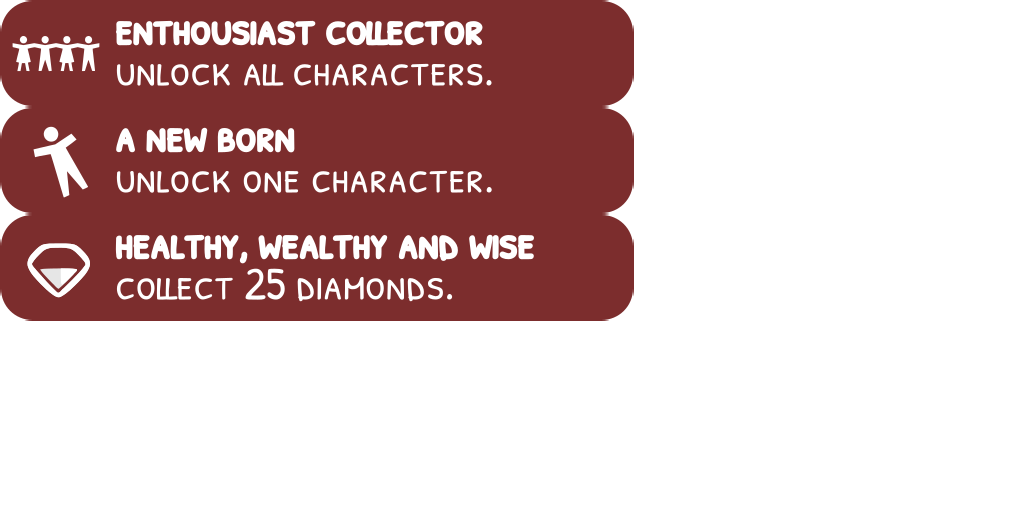 ENTHOUSIAST COLLECTOR
UNLOCK ALL CHARACTERS.
A NEW BORN
UNLOCK ONE CHARACTER.
HEALTHY, WEALTHY AND WISE
COLLECT 25 DIAMONDS.